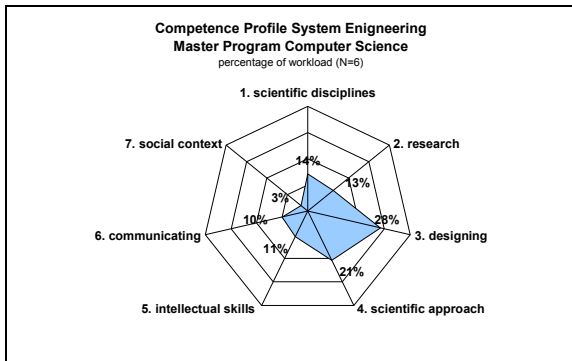 Competence Profile System Enigneering
Master Program Computer Science
percentage of workload (N=6)
1. scientific disciplines
7. social context
2. research
14%
13%
3%
10%
28%
6. communicating
3. designing
11%
21%
5. intellectual skills
4. scientific approach